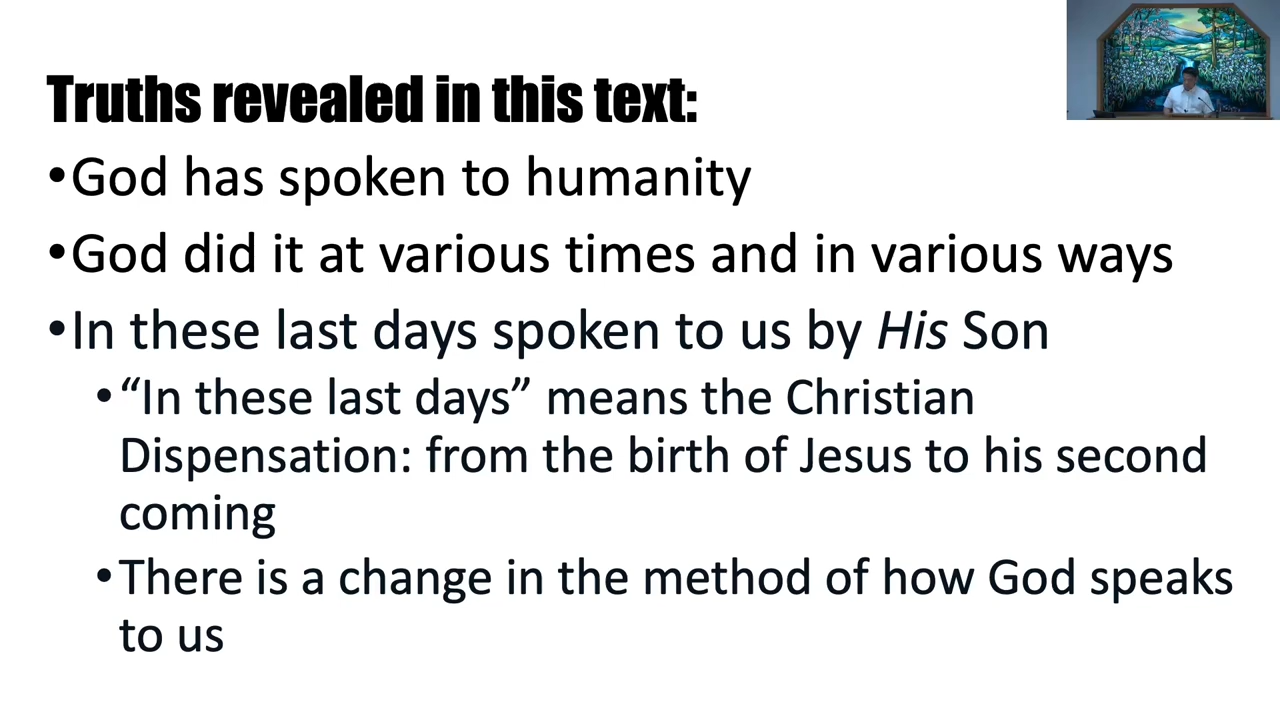 Truths revealed in this text:
•God has spoken to humanity
•God did it at various times and in various ways
•In these last days spoken to us by His Son
•“In these last days” means the Christian
Dispensation: from the birth of Jesus to his second
coming
•There is a change in the method of how God speaks
to us